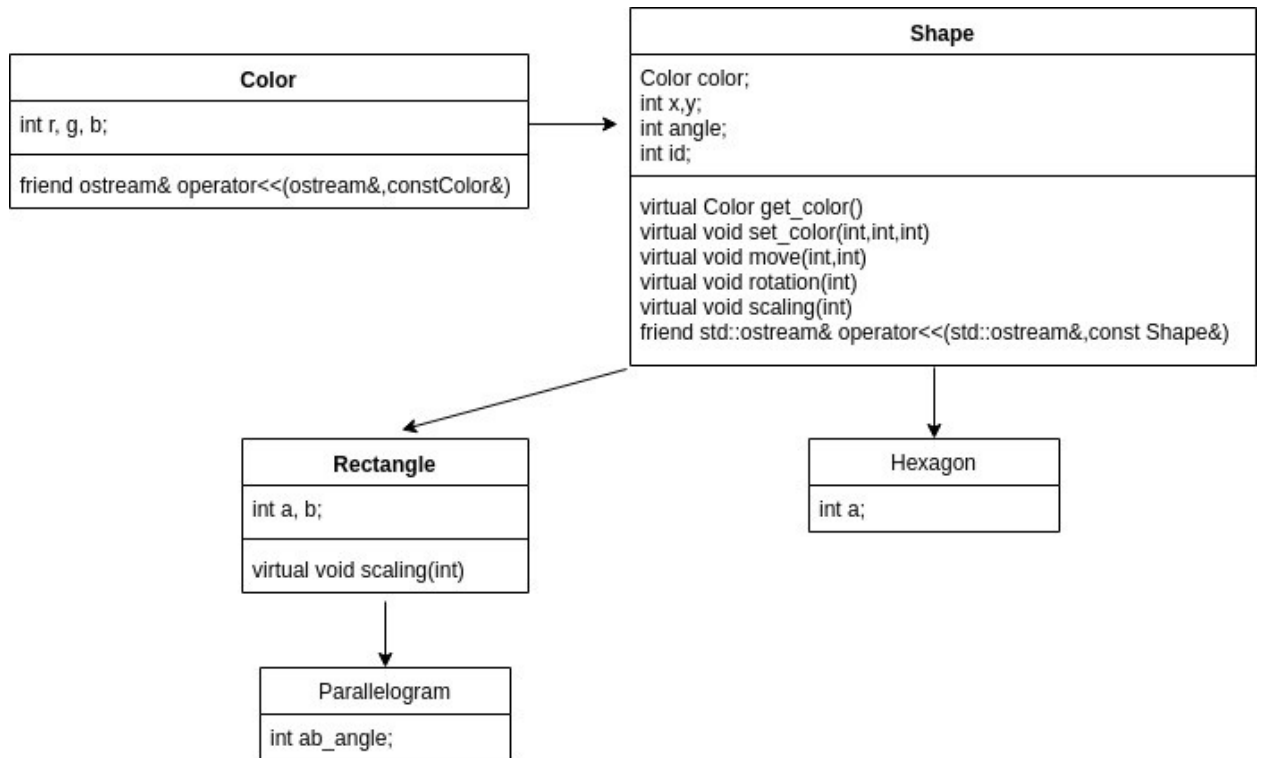 Color
int r, g, b;
friend ostream& operator<<(ostream&,constColor&)
Shape
Color color;
int x,y;
int angle;
int id;
virtual Color get_color()
virtual void set_color(int,int,int)
virtual void move(int,int)
virtual void rotation(int)
virtual void scaling(int)
friend std::ostream& operator<<(std::ostream&,const Shape&)
Rectangle
int a, b;
virtual void scaling(int)
Hexagon
int a;
Parallelogram
int ab_angle;